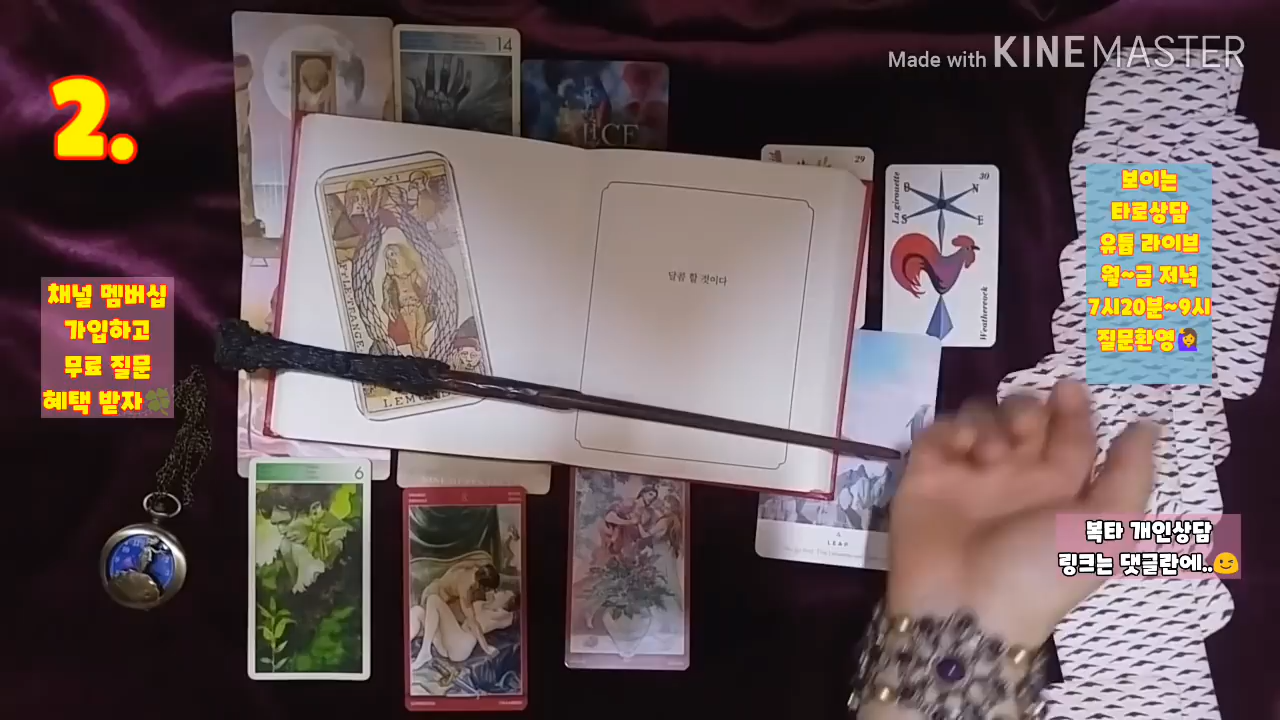 Made with KINEMASTER
2.
14
29
30
La girouette
B N
S E
Weathercock
XXI
달콤 할 것이다
보이는
타로상담
유튭 라이브
월~금 저녁
7시20분~9시
질문환영🙋‍♀️
채널 멤버십
가입하고
무료 질문
혜택 받자🍀
6
LEAP
복타 개인상담
링크는 댓글란에..😉